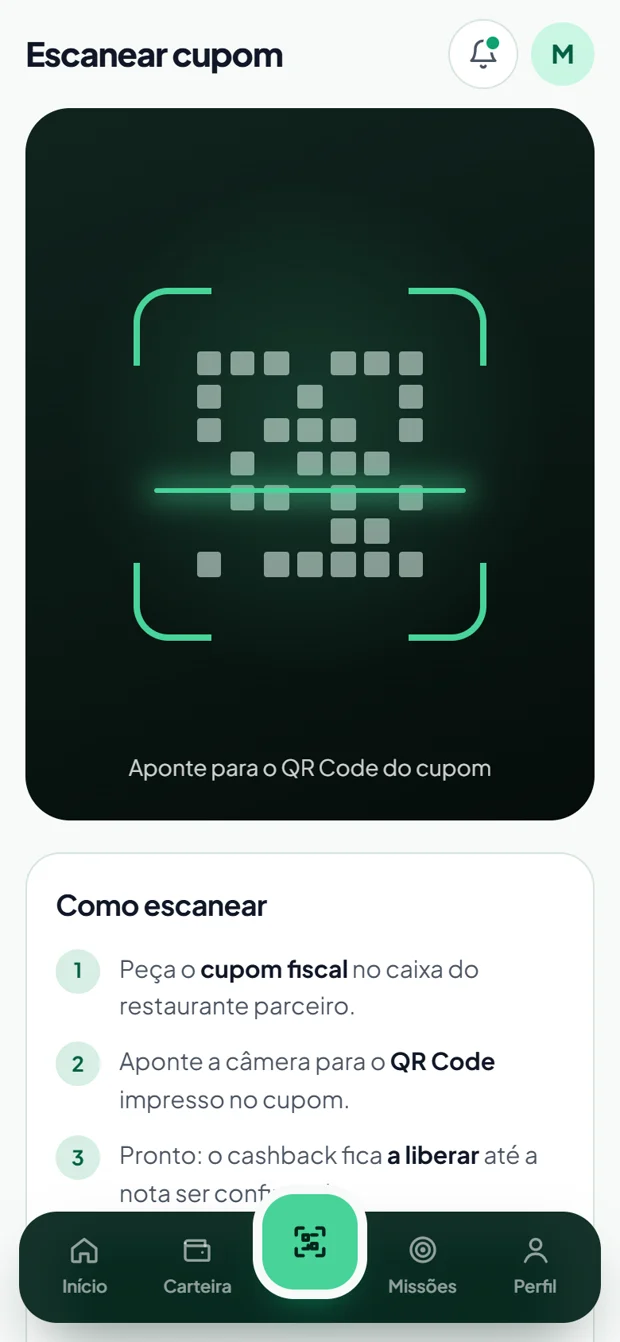 Escanear cupom
M
Aponte para o QR Code do cupom
Como escanear
1
Peça o cupom fiscal no caixa do
restaurante parceiro.
2
Aponte a câmera para o QR Code
impresso no cupom.
3
Pronto: o cashback fica a liberar até a
nota ser
Início
Carteira
Missões
Perfil